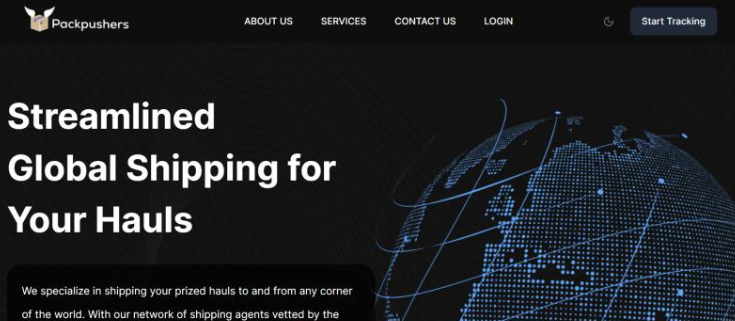 Packpushers
ABOUT US
SERVICES
CONTACT US
LOGIN
Start Tracking
Streamlined
Global Shipping for
Your Hauls
We specialize in shipping your prized hauls to and from any corner
of the world. With our network of shipping agents vetted by the